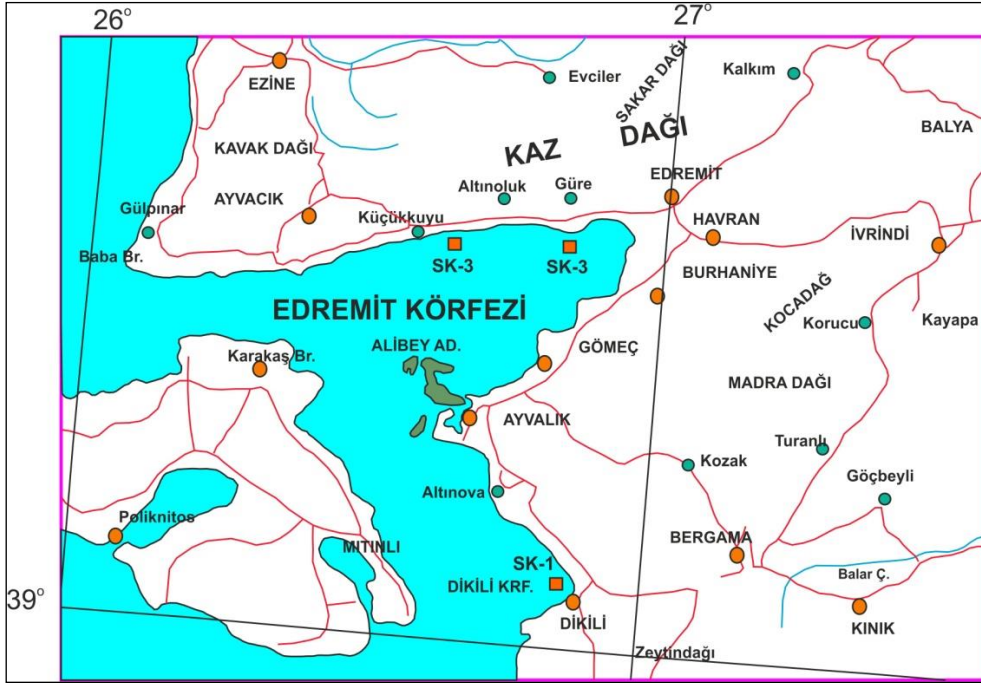 26°
27°
EZİNE
Evciler
SAKAR DAĞI
Kalkım
KAVAK DAĞI
KAZ DAĞI
BALYA
AYVACIK
Altınoluk
Güre
EDREMİT
Gülpınar
Küçükkuyu
HAVRAN
İVRİNDİ
Baba Br.
SK-3
SK-3
BURHANİYE
EDREMİT KÖRFEZİ
KOCADAĞ
Korucu
Kayapa
ALİBEY AD.
GÖMEÇ
Karakaş Br.
MADRA DAĞI
AYVALIK
Turanlı
Kozak
Göçbeyli
Altınova
Poliknitos
BERGAMA
MITINLI
SK-1
DİKİLİ KRF.
Balar Ç.
39°
DİKİLİ
KINIK
Zeytindağı